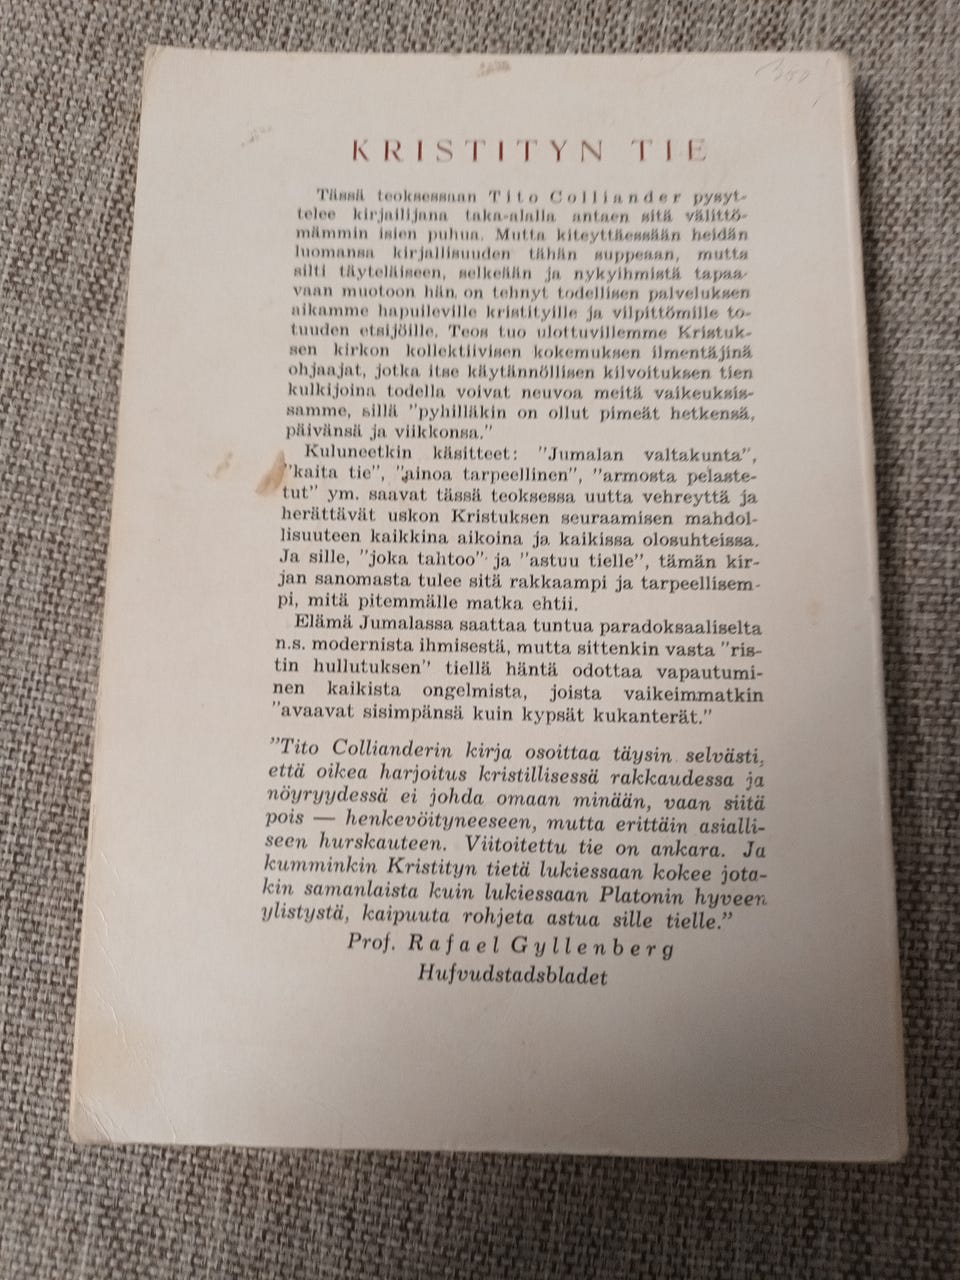 KRISTITYN TIE
Tässä teoksessaan Tito Colliander pysyt-
telee kirjailijana taka-alalla antaen sitä välittö-
mämmin isien puhua. Mutta kiteyttäessään heidän
luomansa kirjallisuuden tähän suppeaan, mutta
silti täyteläiseen, selkeään ja nykyihmistä tapaa-
vaan muotoon hän, on tehnyt todellisen palveluksen
aikamme hapuileville kristityille ja vilpittömille to-
tuuden etsijöille. Teos tuo ulottuvillemme Kristuk-
sen kirkon kollektiivisen kokemuksen ilmentäjinä
ohjaajat, jotka itse käytännöllisen kilvoituksen tien
kulkijoina todella voivat neuvoa meitä vaikeuksis-
samme, sillä "pyhilläkin on ollut pimeät hetkensä,
päivänsä ja viikkonsa."
Kuluneetkin käsitteet: "Jumalan valtakunta",
"kaita tie", "ainoa tarpeellinen", "armosta pelaste-
tut" ym. saavat tässä teoksessa uutta vehreyttä ja
herättävät uskon Kristuksen seuraamisen mahdol-
lisuuteen kaikkina aikoina ja kaikissa olosuhteissa.
Ja sille, "joka tahtoo" ja "astuu tielle", tämän kir-
jan sanomasta tulee sitä rakkaampi ja tarpeellisem-
pi, mitä pitemmälle matka ehtii.
Elämä Jumalassa saattaa tuntua paradoksaaliselta
n.s. modernista ihmisestä, mutta sittenkin vasta "ris-
tin hullutuksen" tiellä häntä odottaa vapautumi-
nen kaikista ongelmista, joista vaikeimmatkin
"avaavat sisimpänsä kuin kypsät kukanterät."
"Tito Collianderin kirja osoittaa täysin selvästi,
että oikea harjoitus kristillisessä rakkaudessa ja
nöyryydessä ei johda omaan minään, vaan siitä
pois — henkevöityneeseen, mutta erittäin asialli-
seen hurskauteen. Viitoitettu tie on ankara. Ja
kumminkin Kristityn tietä lukiessaan kokee jota-
kin samanlaista kuin lukiessaan Platonin hyveen
ylistystä, kaipuuta rohjeta astua sille tielle."
Prof. Rafael Gyllenberg
Hufvudstadsbladet